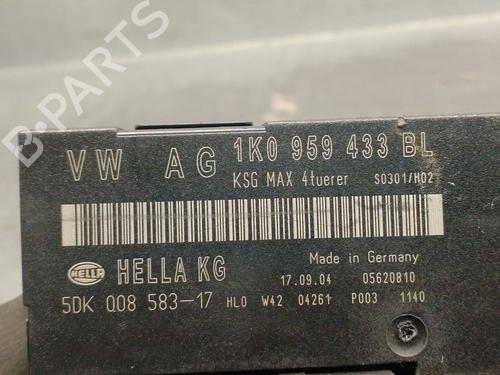 B-PARTS
VW AG 1K0 959 433 BL
KSG MAX 4tuerer S0301/H02
Made in Germany
HELLA HELLA KG 17.09.04 05620810
5DK 008 583-17 HL0 W42 04261 P003 1140